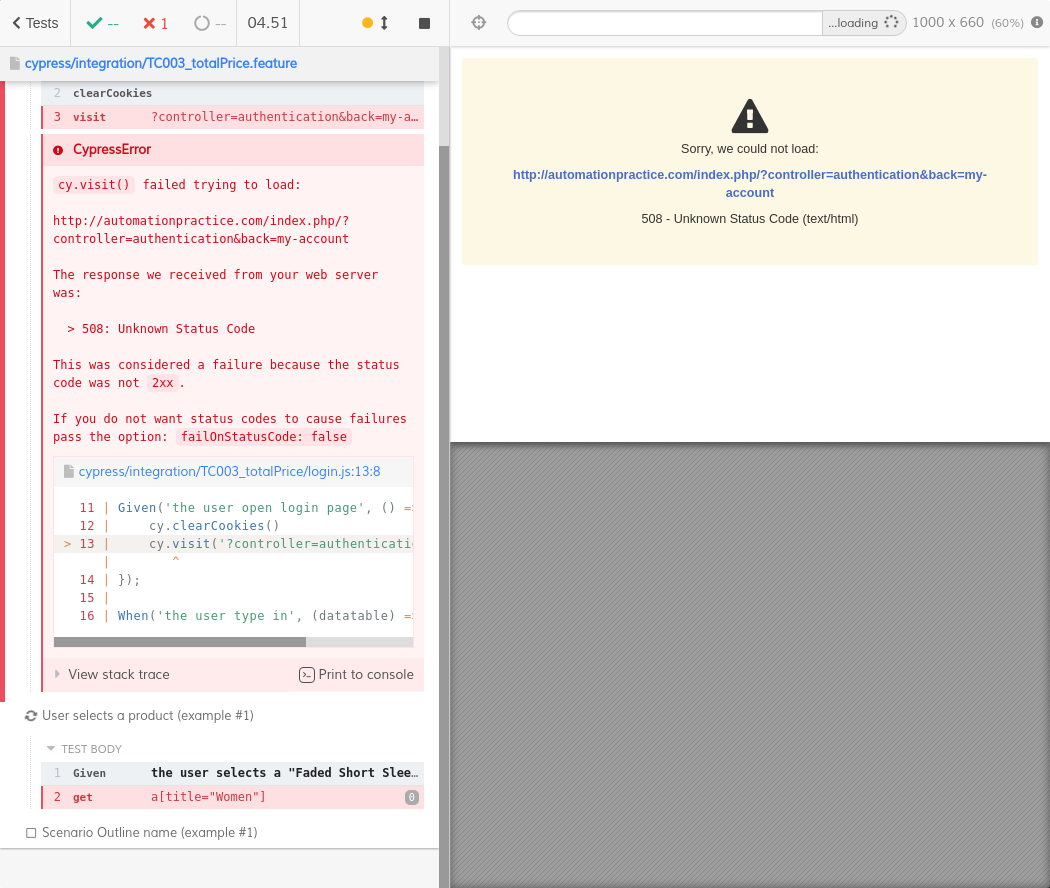 Tests
--
1
--
04.51
...loading
1000 x 660 (60%)
cypress/integration/TC003_totalPrice.feature
2 clearCookies
3 visit ?controller=authentication&back=my-a…
CypressError
cy.visit() failed trying to load:
http://automationpractice.com/index.php/?
controller=authentication&back=my-account
The response we received from your web server
was:
> 508: Unknown Status Code
This was considered a failure because the status
code was not 2xx.
If you do not want status codes to cause failures
pass the option: failOnStatusCode: false
cypress/integration/TC003_totalPrice/login.js:13:8
11 | Given('the user open login page', () =
12 | cy.clearCookies()
> 13 | cy.visit('?controller=authenticati
| ^
14 | });
15 |
16 | When('the user type in', (datatable) =
View stack trace
Print to console
User selects a product (example #1)
TEST BODY
1 Given the user selects a "Faded Short Slee…
2 get a[title="Women"] 0
Scenario Outline name (example #1)
Sorry, we could not load:
http://automationpractice.com/index.php/?controller=authentication&back=my-
account
508 - Unknown Status Code (text/html)